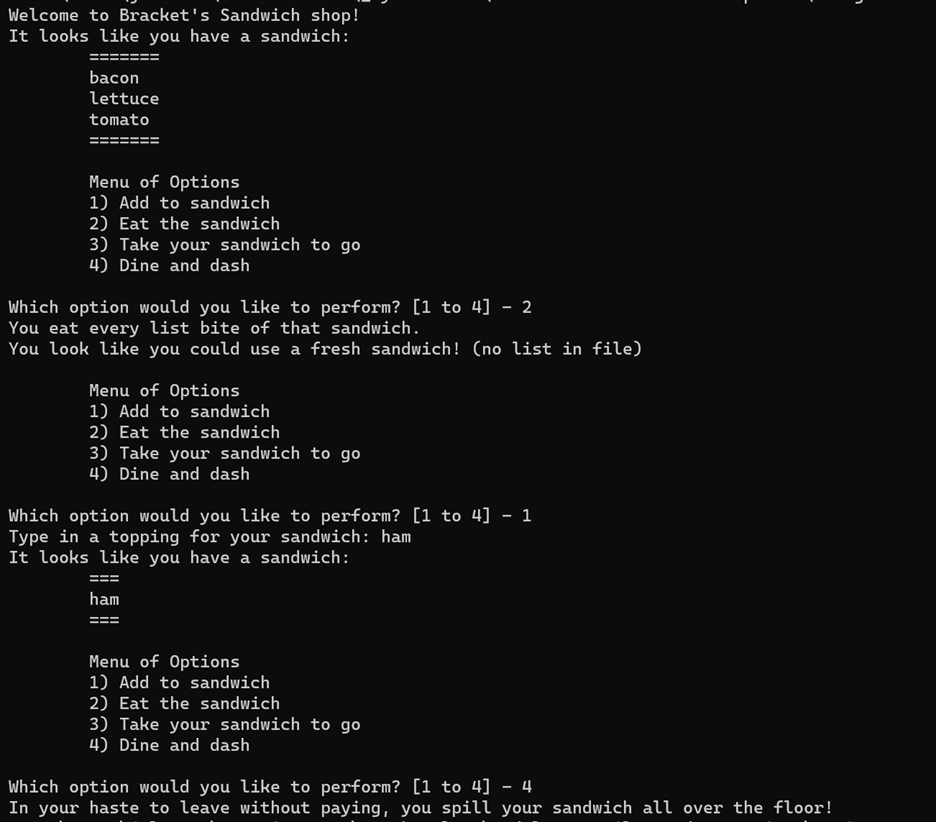 Welcome to Bracket's Sandwich shop!
It looks like you have a sandwich:
=======
bacon
lettuce
tomato
=======
Menu of Options
1) Add to sandwich
2) Eat the sandwich
3) Take your sandwich to go
4) Dine and dash
Which option would you like to perform? [1 to 4] - 2
You eat every list bite of that sandwich.
You look like you could use a fresh sandwich! (no list in file)
Menu of Options
1) Add to sandwich
2) Eat the sandwich
3) Take your sandwich to go
4) Dine and dash
Which option would you like to perform? [1 to 4] - 1
Type in a topping for your sandwich: ham
It looks like you have a sandwich:
===
ham
===
Menu of Options
1) Add to sandwich
2) Eat the sandwich
3) Take your sandwich to go
4) Dine and dash
Which option would you like to perform? [1 to 4] - 4
In your haste to leave without paying, you spill your sandwich all over the floor!